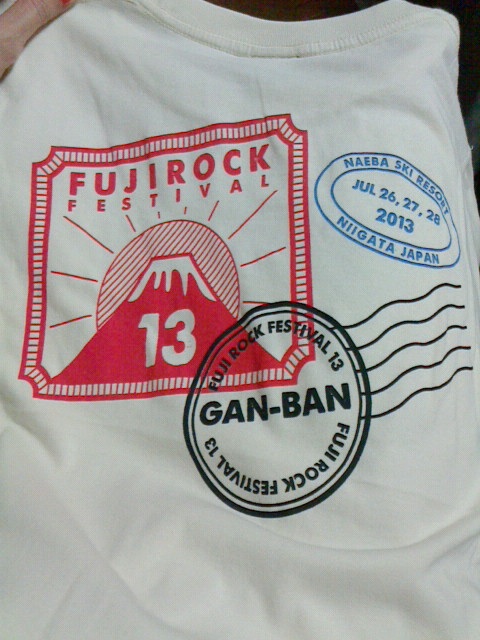 FUJIROCK
FESTIVAL
13
NAEBA SKI RESORT
JUL 26, 27, 28
2013
NIIGATA JAPAN
FUJI ROCK FESTIVAL 13
GAN-BAN
FUJI ROCK FESTIVAL 13